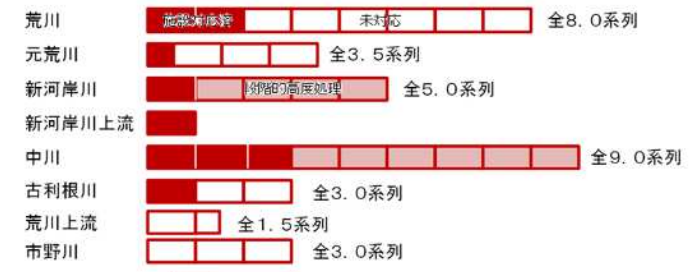 荒川 施設対応済 未対応 全8.0系列
元荒川 全3.5系列
新河岸川 段階的高度処理 全5.0系列
新河岸川上流
中川 全9.0系列
古利根川 全3.0系列
荒川上流 全1.5系列
市野川 全3.0系列